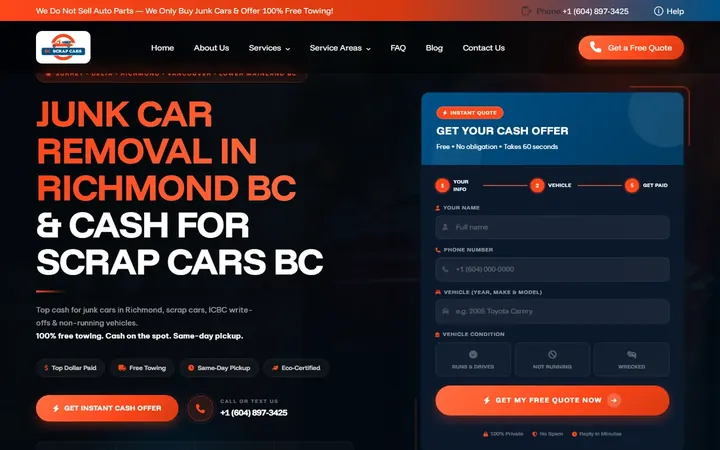 We Do Not Sell Auto Parts — We Only Buy Junk Cars & Offer 100% Free Towing!
Phone +1 (604) 897-3425
Help
BC SCRAP CARS
Home
About Us
Services
Service Areas
FAQ
Blog
Contact Us
Get a Free Quote
SURREY • DELTA • RICHMOND • VANCOUVER • LOWER MAINLAND BC
JUNK CAR
REMOVAL IN
RICHMOND BC
& CASH FOR
SCRAP CARS BC
Top cash for junk cars in Richmond, scrap cars, ICBC write-
offs & non-running vehicles.
100% free towing. Cash on the spot. Same-day pickup.
$ Top Dollar Paid
Free Towing
Same-Day Pickup
Eco-Certified
GET INSTANT CASH OFFER
CALL OR TEXT US
+1 (604) 897-3425
INSTANT QUOTE
GET YOUR CASH OFFER
Free • No obligation • Takes 60 seconds
1 YOUR INFO
2 VEHICLE
$ GET PAID
YOUR NAME
Full name
PHONE NUMBER
+1 (604) 000-0000
VEHICLE (YEAR, MAKE & MODEL)
e.g. 2005 Toyota Camry
VEHICLE CONDITION
RUNS & DRIVES
NOT RUNNING
WRECKED
GET MY FREE QUOTE NOW
100% Private
No Spam
Reply in Minutes